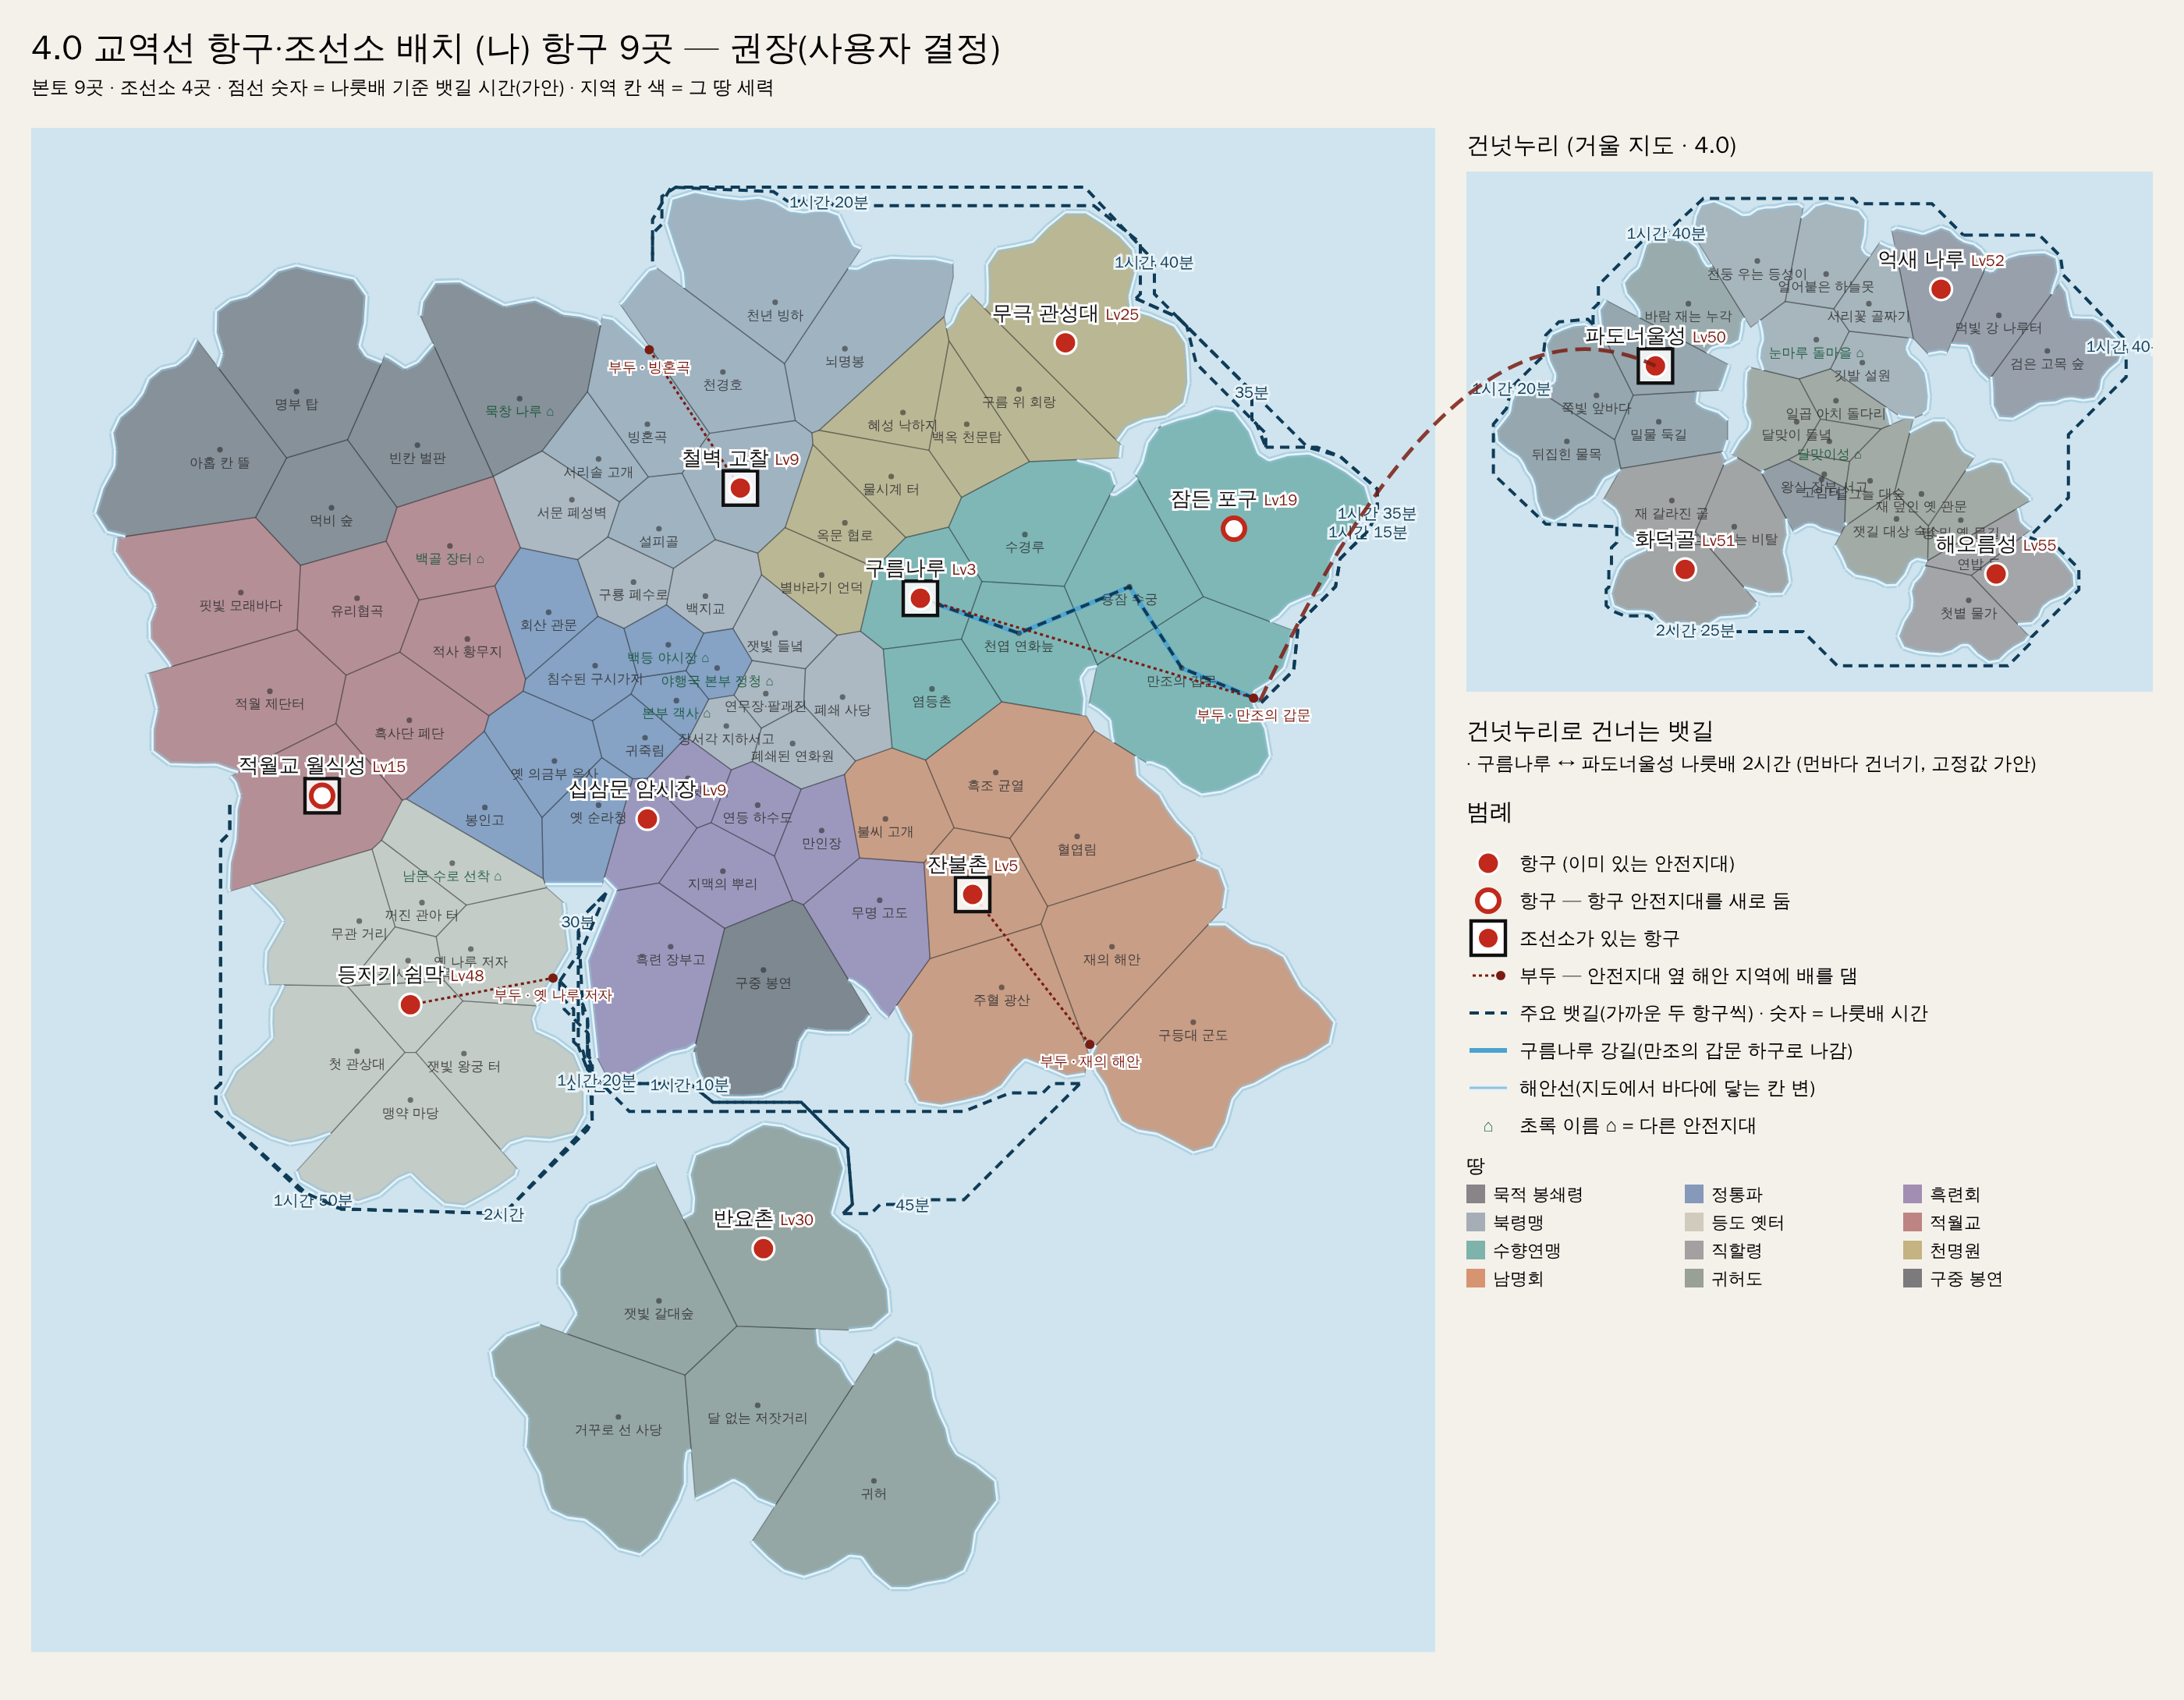 4.0 교역선 항구·조선소 배치 (나) 항구 9곳 — 권장(사용자 결정)
본토 9곳 · 조선소 4곳 · 점선 숫자 = 나룻배 기준 뱃길 시간(가안) · 지역 칸 색 = 그 땅 세력
1시간 20분
1시간 40분
천년 빙하
무극 관성대 Lv25
뇌명봉
부두 · 빙혼곡
천경호
35분
명부 탑
묵창 나루 ⌂
구름 위 회랑
혜성 낙하지
백옥 천문탑
빙혼곡
아홉 칸 뜰
빈칸 벌판
철벽 고찰 Lv9
서리솔 고개
물시계 터
잠든 포구 Lv19
서문 폐성벽
1시간 35분
먹비 숲
1시간 15분
설피골
옥문 협로
수경루
백골 장터 ⌂
구름나루 Lv3
별바라기 언덕
구룡 폐수로
용잠 수궁
핏빛 모래바다
유리협곡
백지교
회산 관문
적사 황무지
백등 야시장 ⌂
잿빛 들녘
천엽 연화늪
침수된 구시가지
야행국 본부 정청 ⌂
만조의 갑문
적월 제단터
본부 객사 ⌂
연무장·팔괘진
폐쇄 사당
염등촌
부두 · 만조의 갑문
흑사단 폐단
장서각 지하서고
귀죽림
폐쇄된 연화원
적월교 월식성 Lv15
옛 의금부 옥사
흑조 균열
십삼문 암시장 Lv9
봉인고
옛 순라청
연등 하수도
만인장
불씨 고개
혈엽림
잔불촌 Lv5
남문 수로 선착 ⌂
지맥의 뿌리
꺼진 관아 터
30분
무명 고도
무관 거리
옛 나루 저자
흑련 장부고
재의 해안
등지기 쉼막 Lv48
구중 봉연
부두 · 옛 나루 저자
주혈 광산
구등대 군도
첫 관상대
잿빛 왕궁 터
부두 · 재의 해안
1시간 20분
1시간 10분
맹약 마당
1시간 50분
2시간
45분
반요촌 Lv30
잿빛 갈대숲
거꾸로 선 사당
달 없는 저잣거리
귀허
건넛누리 (거울 지도 · 4.0)
1시간 40분
억새 나루 Lv52
천둥 우는 등성이
얼어붙은 하늘못
바람 재는 누각
서리꽃 골짜기
먹빛 강 나루터
파도너울성 Lv50
1시간 40
눈마루 돌마을 ⌂
검은 고목 숲
깃발 설원
1시간 20분
쪽빛 앞바다
일곱 아치 돌다리
밀물 둑길
달맞이 돌녘
뒤집힌 물목
달맞이성 ⌂
재 덮인 옛 관문
재 갈라진 골
화덕골 Lv51
는 비탈
해오름성 Lv55
첫볕 물가
2시간 25분
건넛누리로 건너는 뱃길
· 구름나루 ↔ 파도너울성 나룻배 2시간 (먼바다 건너기, 고정값 가안)
범례
항구 (이미 있는 안전지대)
항구 — 항구 안전지대를 새로 둠
조선소가 있는 항구
부두 — 안전지대 옆 해안 지역에 배를 댐
주요 뱃길(가까운 두 항구씩) · 숫자 = 나룻배 시간
구름나루 강길(만조의 갑문 하구로 나감)
해안선(지도에서 바다에 닿는 칸 변)
⌂ 초록 이름 ⌂ = 다른 안전지대
땅
묵적 봉쇄령
정통파
흑련회
북령맹
등도 옛터
적월교
수향연맹
직할령
천명원
남명회
귀허도
구중 봉연